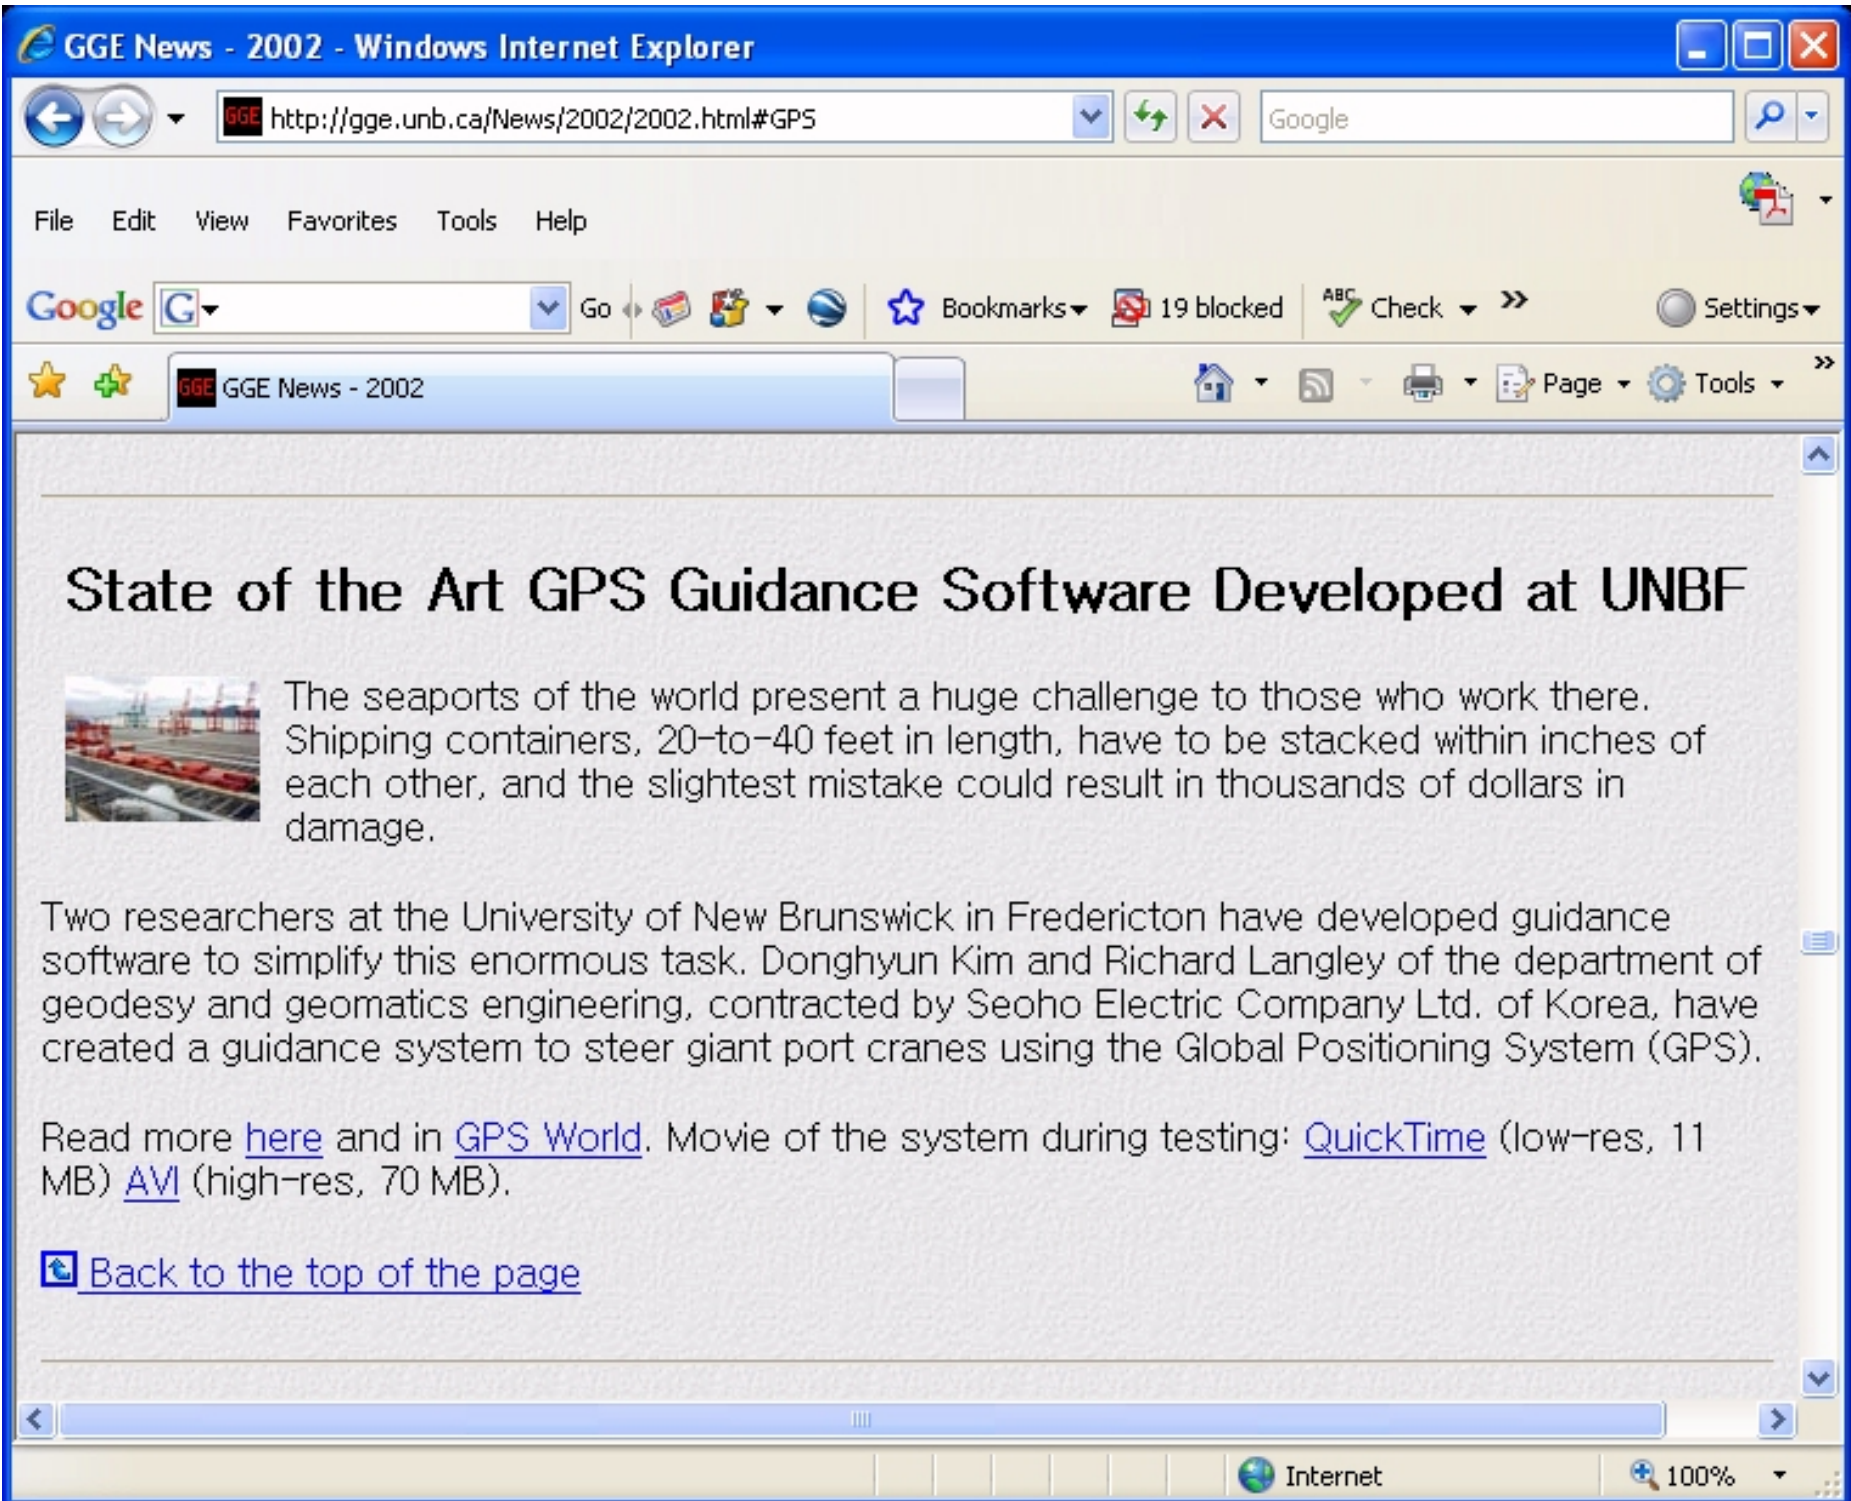 GGE News - 2002 - Windows Internet Explorer
GGE http://gge.unb.ca/News/2002/2002.html#GPS Google
File Edit View Favorites Tools Help
Google G Go Bookmarks 19 blocked ABC Check » Settings
GGE GGE News - 2002 Page Tools »
State of the Art GPS Guidance Software Developed at UNBF
The seaports of the world present a huge challenge to those who work there.
Shipping containers, 20-to-40 feet in length, have to be stacked within inches of
each other, and the slightest mistake could result in thousands of dollars in
damage.
Two researchers at the University of New Brunswick in Fredericton have developed guidance
software to simplify this enormous task. Donghyun Kim and Richard Langley of the department of
geodesy and geomatics engineering, contracted by Seoho Electric Company Ltd. of Korea, have
created a guidance system to steer giant port cranes using the Global Positioning System (GPS).
Read more here and in GPS World. Movie of the system during testing: QuickTime (low-res, 11
MB) AVI (high-res, 70 MB).
Back to the top of the page
Internet 100%